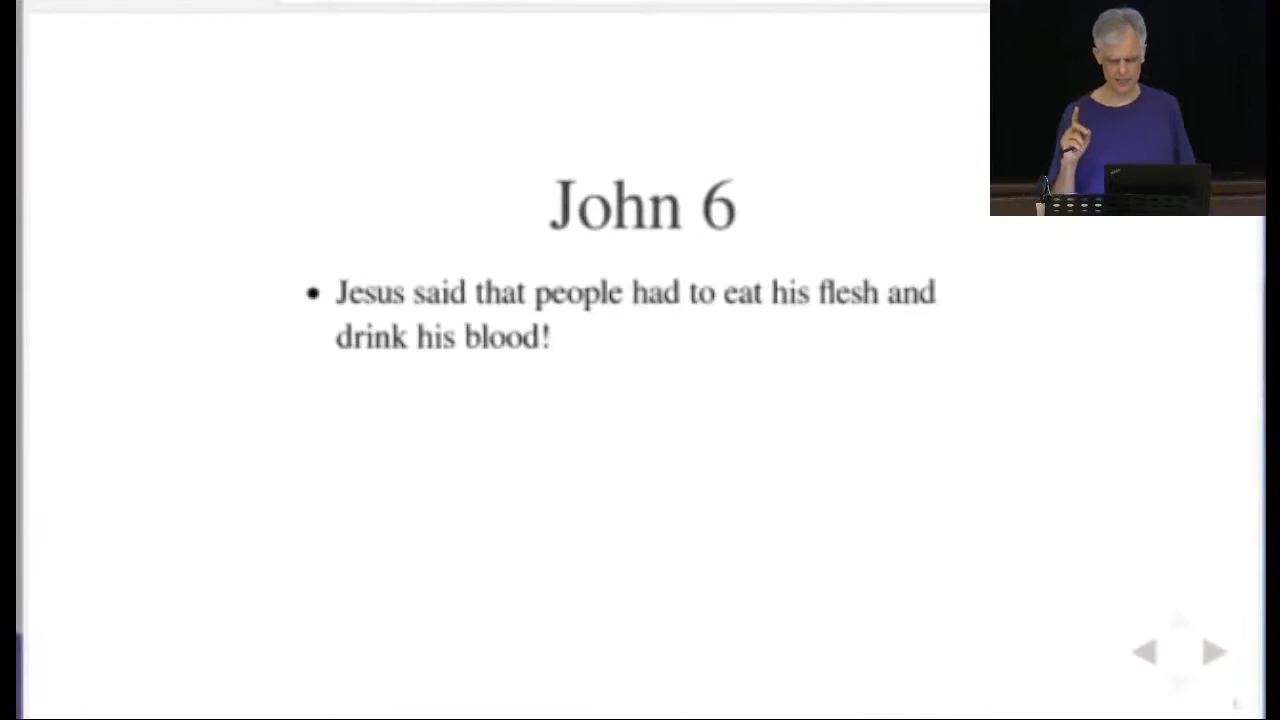 John 6
• Jesus said that people had to eat his flesh and
drink his blood!